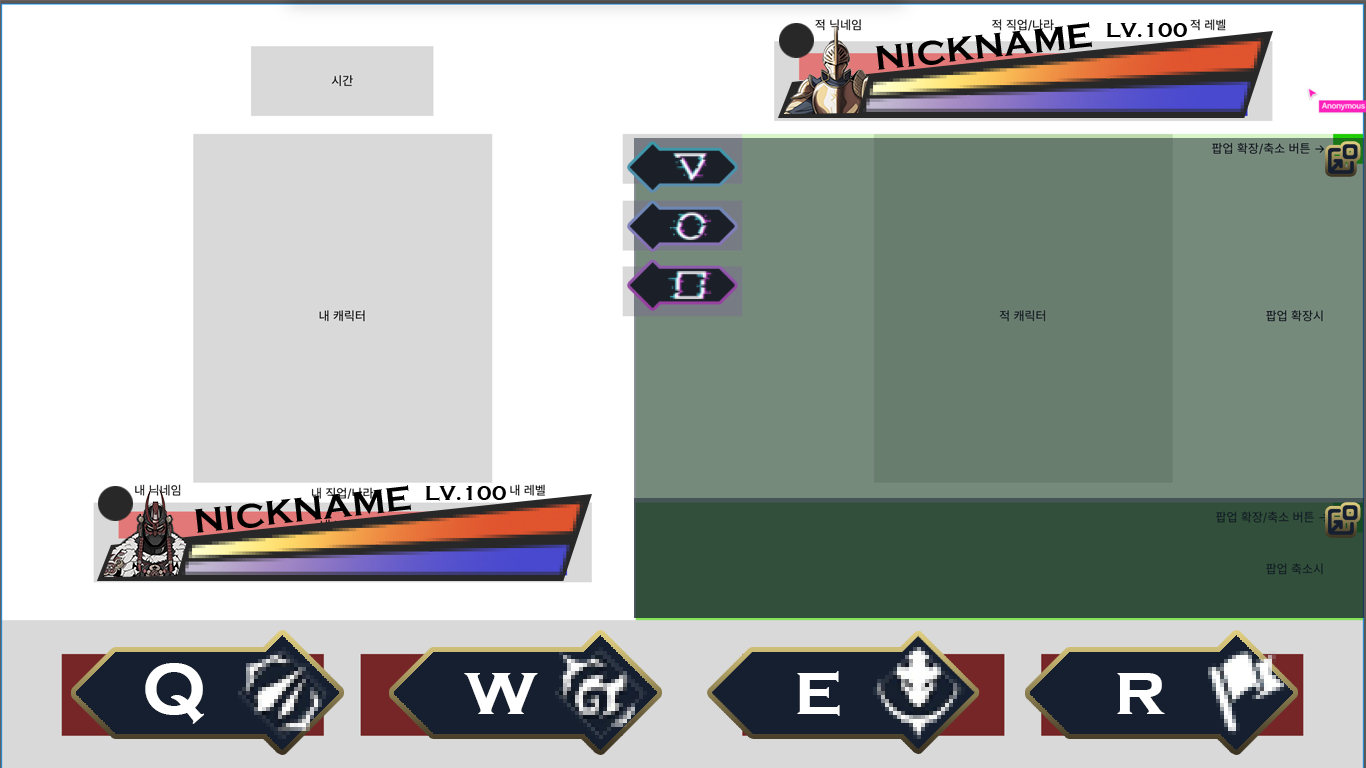 적 닉네임
적 직업/나라
적 레벨
NICKNAME
LV.100
시간
Anonymous
팝업 확장/축소 버튼 →
내 캐릭터
적 캐릭터
팝업 확장시
내 닉네임
내 직업/나라
내 레벨
NICKNAME
LV.100
팝업 확장/축소 버튼
팝업 축소시
Q
W
GT
E
R